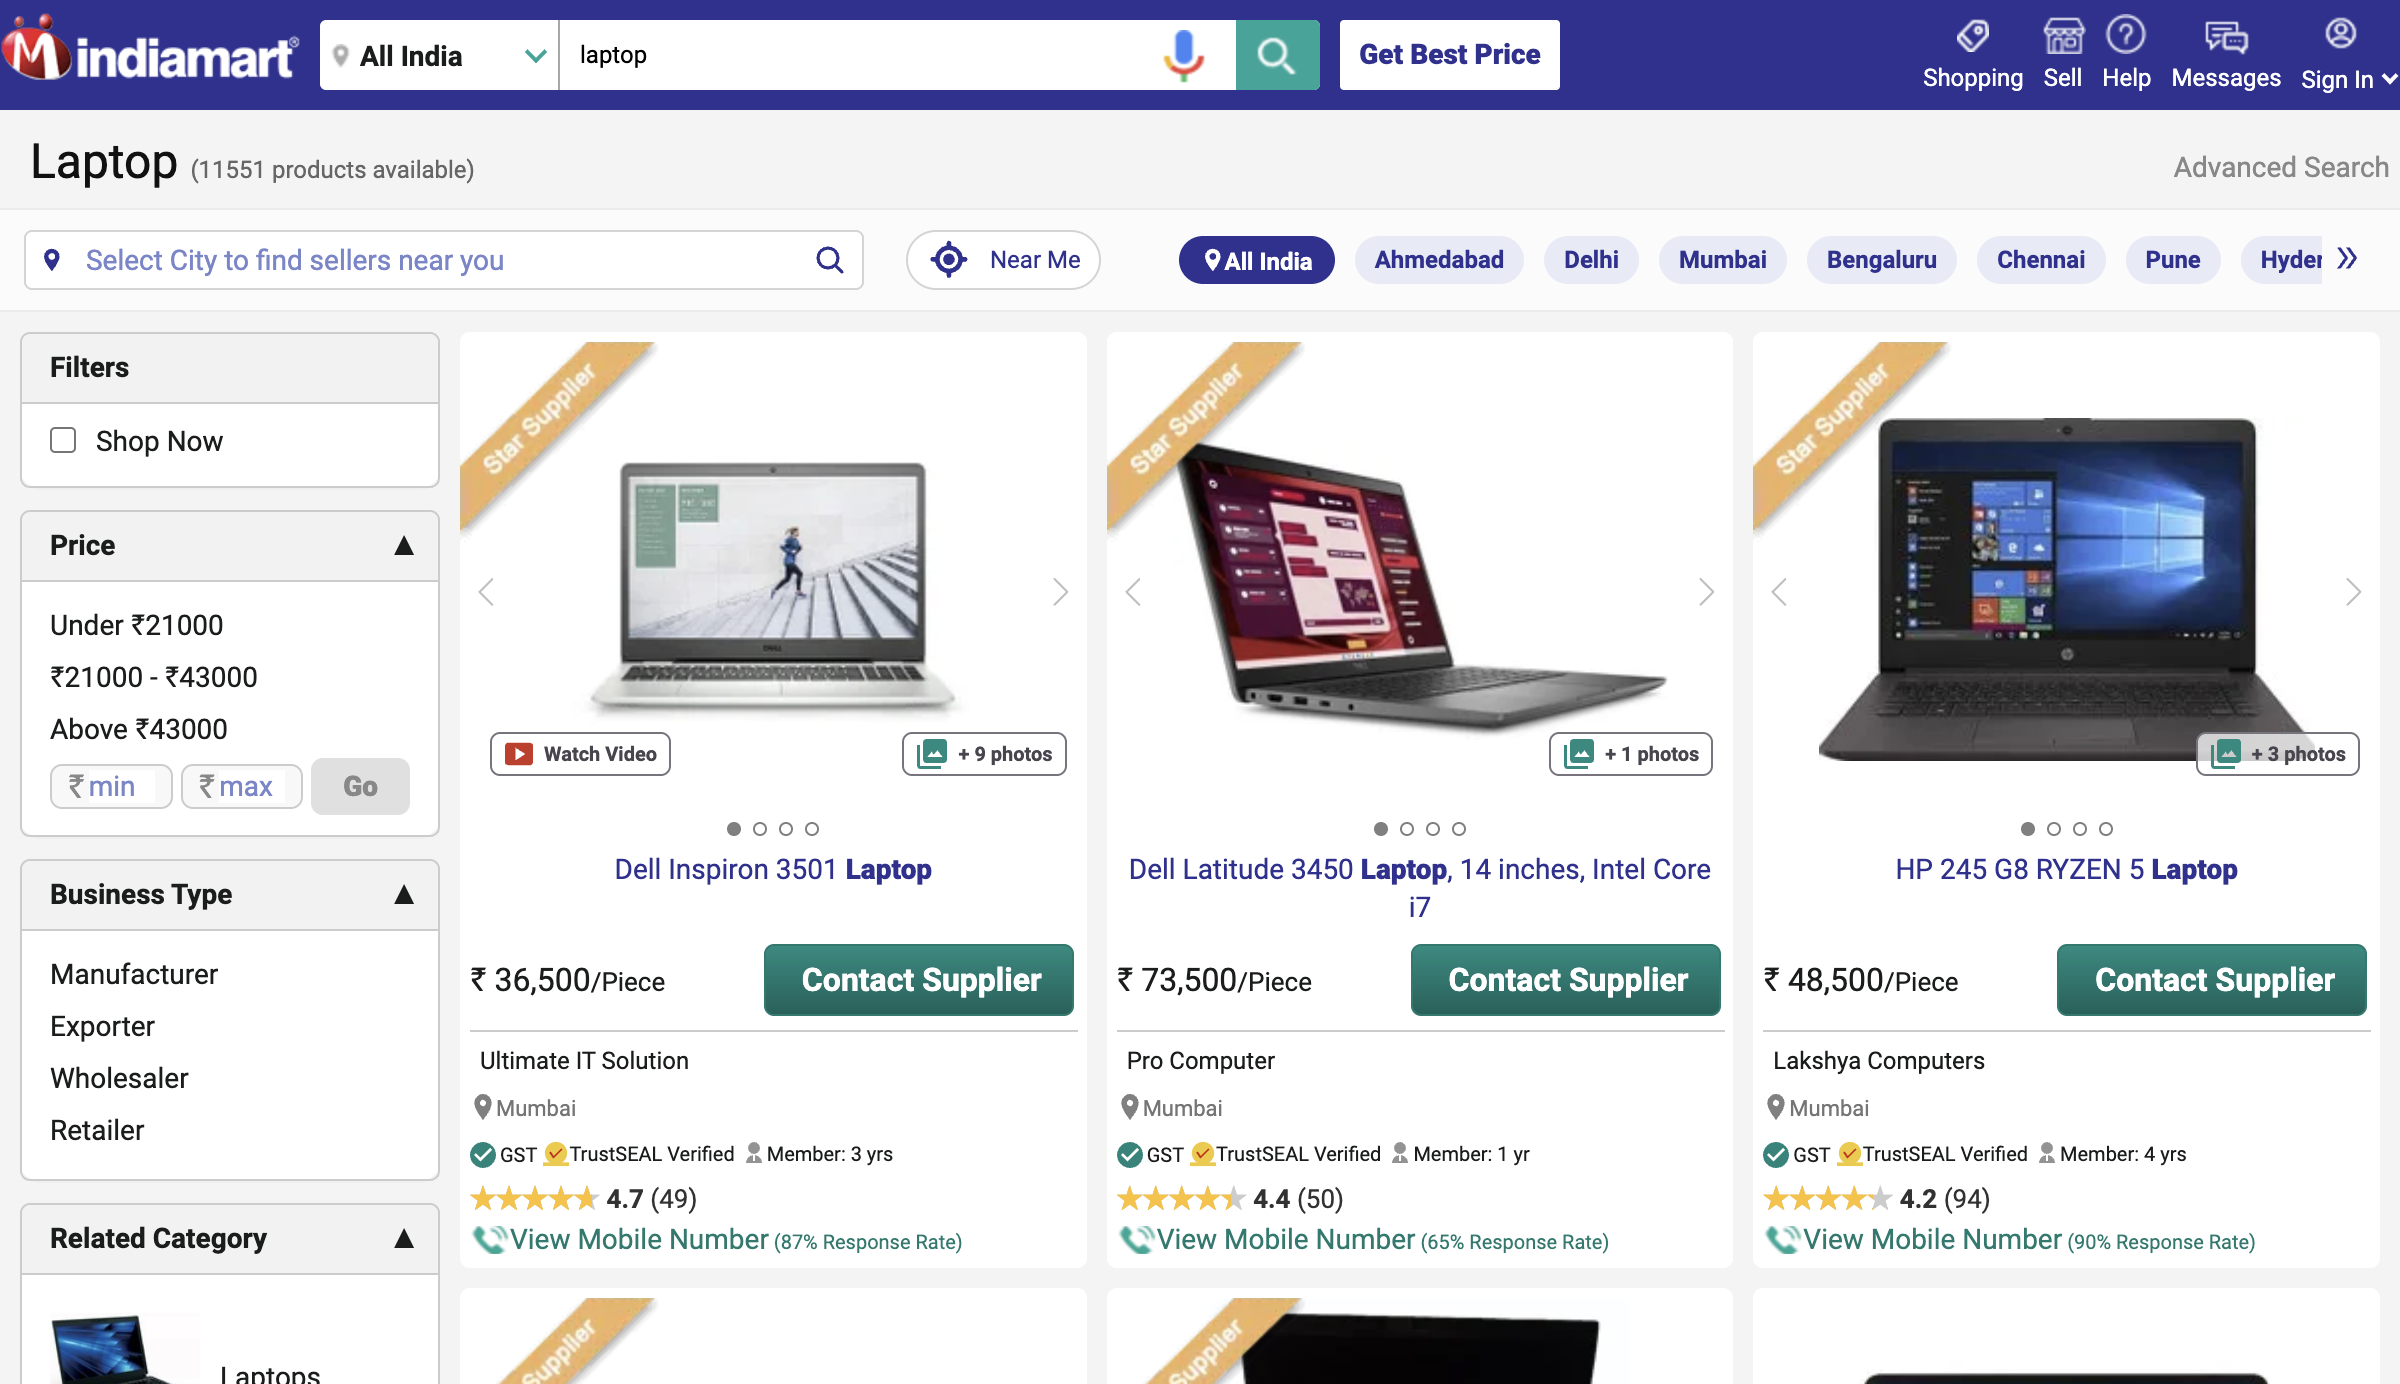 indiamart®
All India
laptop
Get Best Price
Shopping
Sell
Help
Messages
Sign In
Laptop (11551 products available)
Advanced Search
Select City to find sellers near you
Near Me
All India
Ahmedabad
Delhi
Mumbai
Bengaluru
Chennai
Pune
Hyder
Filters
Shop Now
Price
Under ₹21000
₹21000 - ₹43000
Above ₹43000
₹ min
₹ max
Go
Business Type
Manufacturer
Exporter
Wholesaler
Retailer
Related Category
Laptops
Star Supplier
Watch Video
+ 9 photos
Dell Inspiron 3501 Laptop
₹ 36,500/Piece
Contact Supplier
Ultimate IT Solution
Mumbai
GST TrustSEAL Verified Member: 3 yrs
4.7 (49)
View Mobile Number (87% Response Rate)
Star Supplier
+ 1 photos
Dell Latitude 3450 Laptop, 14 inches, Intel Core
i7
₹ 73,500/Piece
Contact Supplier
Pro Computer
Mumbai
GST TrustSEAL Verified Member: 1 yr
4.4 (50)
View Mobile Number (65% Response Rate)
Star Supplier
+ 3 photos
HP 245 G8 RYZEN 5 Laptop
₹ 48,500/Piece
Contact Supplier
Lakshya Computers
Mumbai
GST TrustSEAL Verified Member: 4 yrs
4.2 (94)
View Mobile Number (90% Response Rate)
Supplier
Supplier